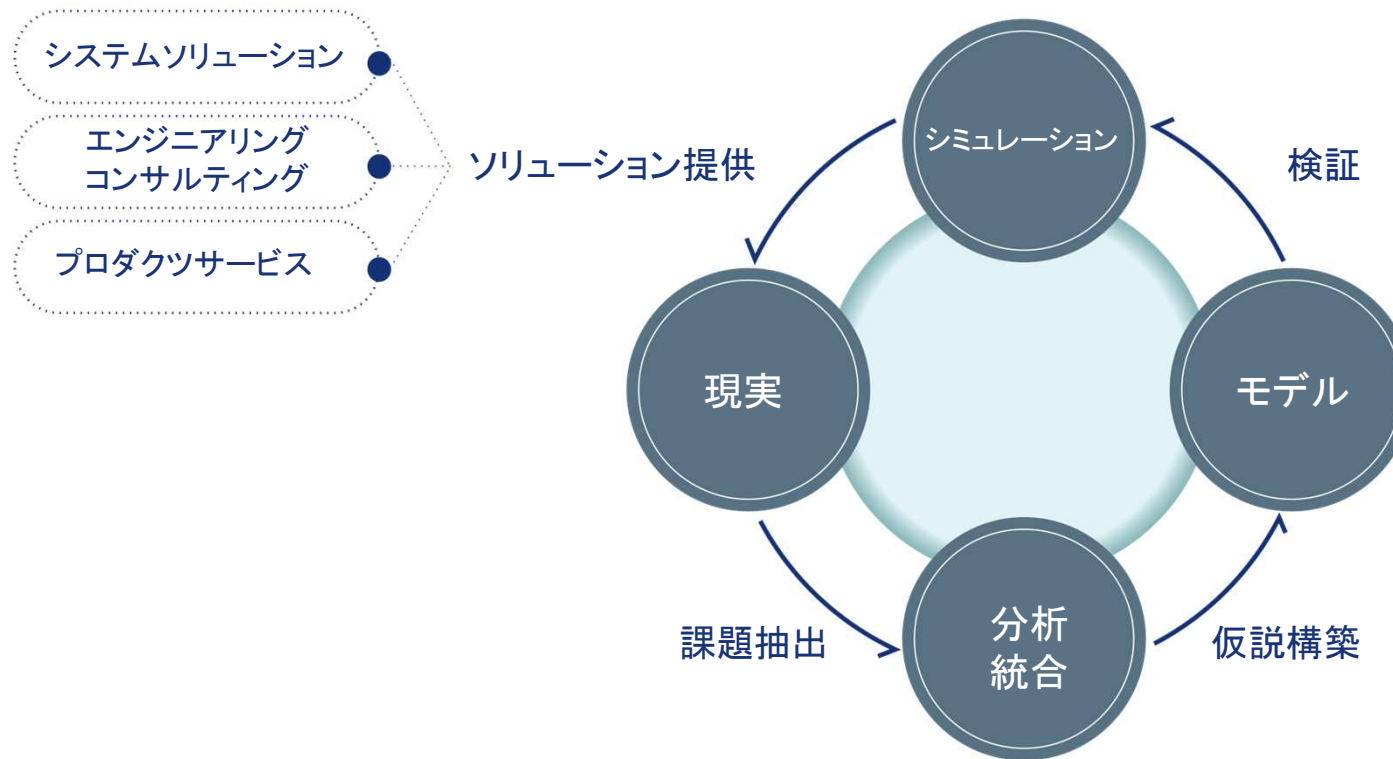 システムソリューション
エンジニアリング
コンサルティング
プロダクツサービス
ソリューション提供
シミュレーション
検証
現実
モデル
課題抽出
分析
統合
仮説構築